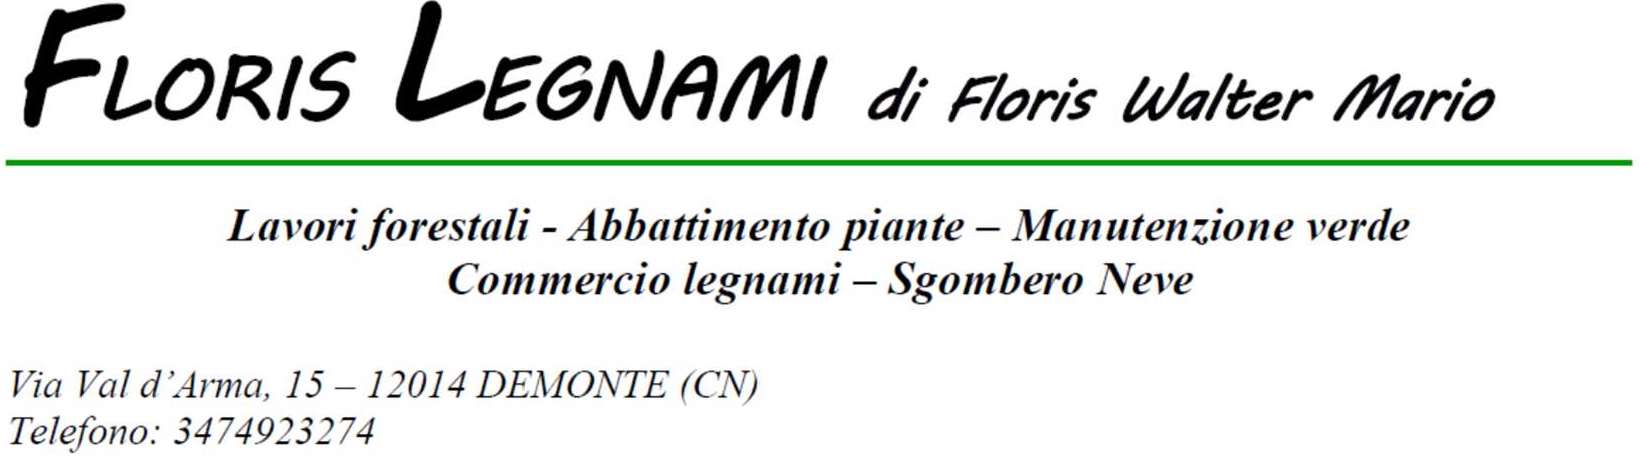 FLORIS LEGNAMI di Floris Walter Mario
Lavori forestali - Abbattimento piante – Manutenzione verde
Commercio legnami – Sgombero Neve
Via Val d’Arma, 15 – 12014 DEMONTE (CN)
Telefono: 3474923274